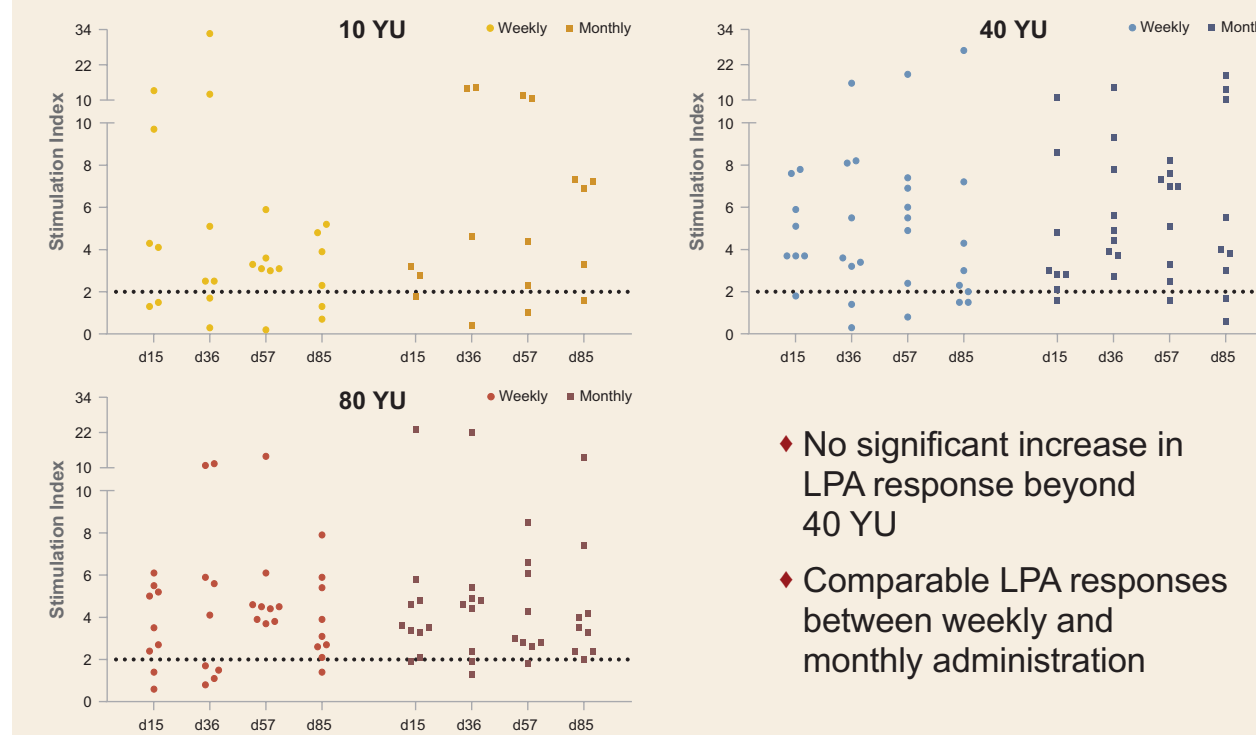 10 YU
Weekly
Monthly
Stimulation Index
34
22
10
10
8
6
4
2
0
d15 d36 d57 d85 d15 d36 d57 d85
40 YU
Weekly
Month
Stimulation Index
34
22
10
10
8
6
4
2
0
d15 d36 d57 d85 d15 d36 d57 d85
80 YU
Weekly
Monthly
Stimulation Index
34
22
10
10
8
6
4
2
0
d15 d36 d57 d85 d15 d36 d57 d85
♦ No significant increase in
LPA response beyond
40 YU
♦ Comparable LPA responses
between weekly and
monthly administration